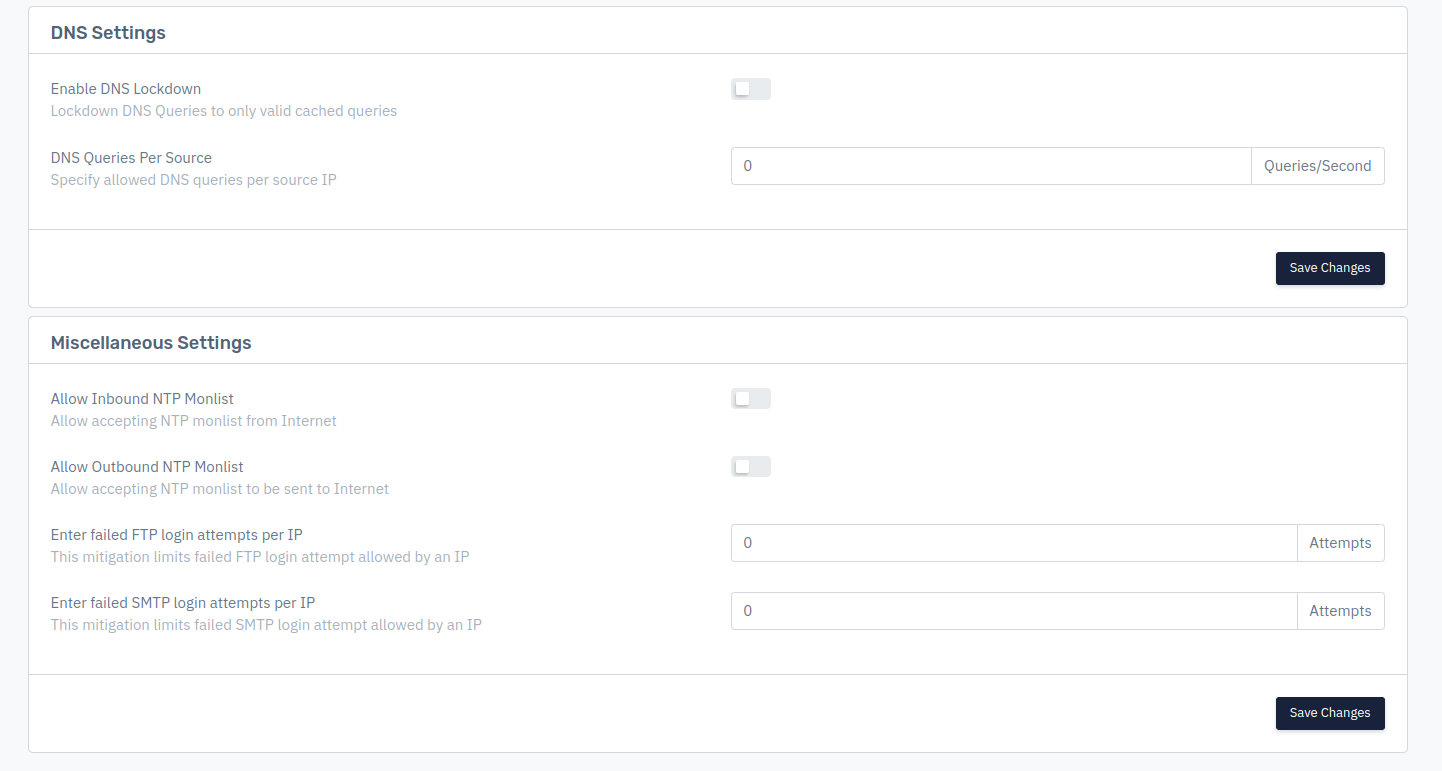 DNS Settings
Enable DNS Lockdown
Lockdown DNS Queries to only valid cached queries
DNS Queries Per Source
Specify allowed DNS queries per source IP
0
Queries/Second
Save Changes
Miscellaneous Settings
Allow Inbound NTP Monlist
Allow accepting NTP monlist from Internet
Allow Outbound NTP Monlist
Allow accepting NTP monlist to be sent to Internet
Enter failed FTP login attempts per IP
This mitigation limits failed FTP login attempt allowed by an IP
0
Attempts
Enter failed SMTP login attempts per IP
This mitigation limits failed SMTP login attempt allowed by an IP
0
Attempts
Save Changes